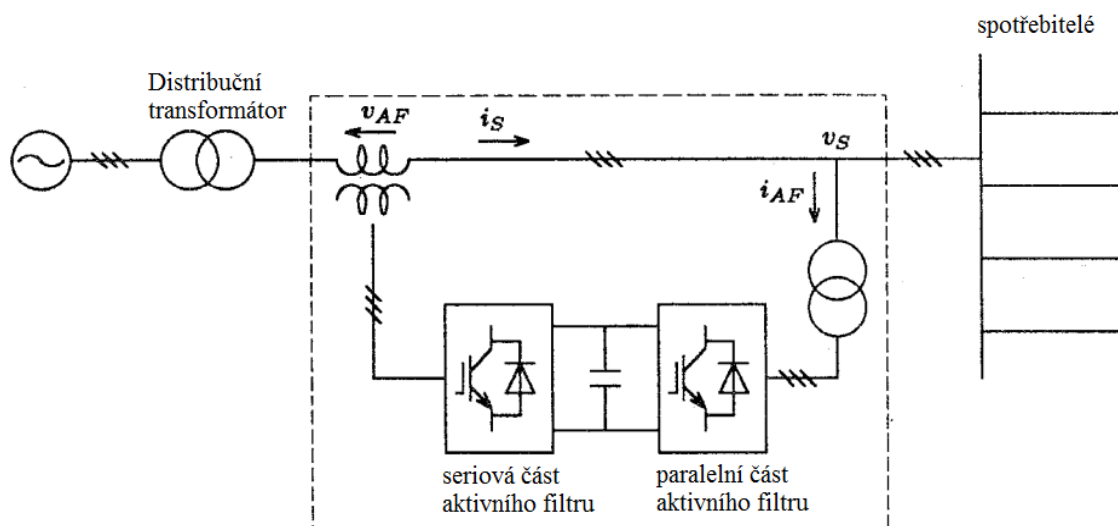 spotřebitelé
Distribuční
transformátor
v_AF
i_S
v_S
i_AF
seriová část
aktivního filtru
paralelní část
aktivního filtru